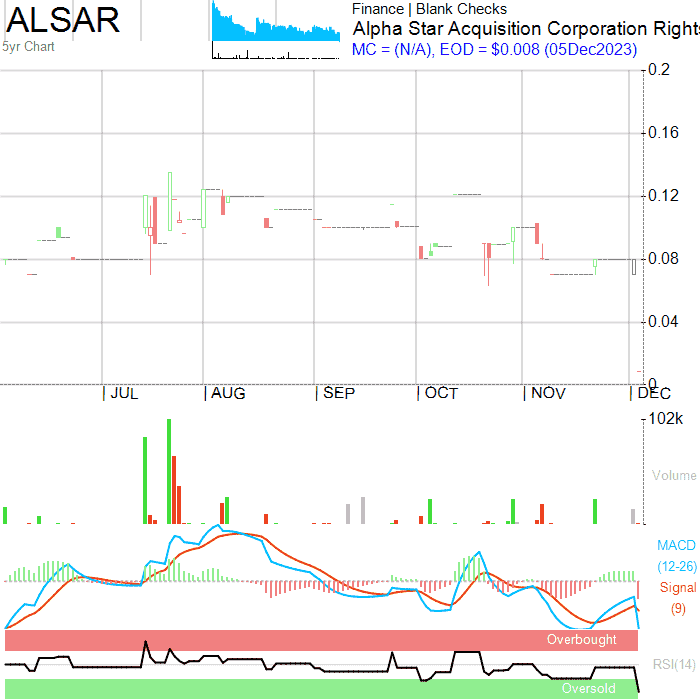 ALSAR
5yr Chart
Finance | Blank Checks
Alpha Star Acquisition Corporation Rights
MC = (N/A), EOD = $0.008 (05Dec2023)
0.2
0.16
0.12
0.08
0.04
0
JUL AUG SEP OCT NOV DEC
102k
Volume
MACD
(12-26)
Signal
(9)
Overbought
RSI(14)
Oversold